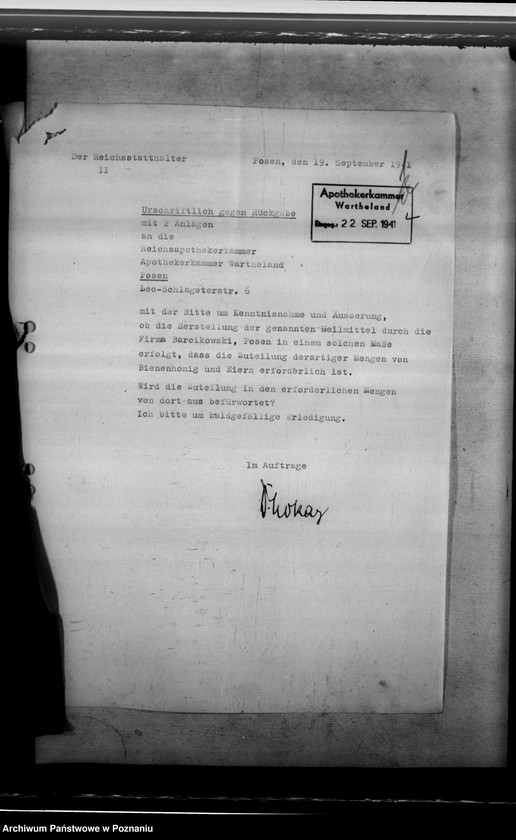 Der Reichsstatthalter
II
Posen, den 19. September 1941
Apothekerkammer
Wartheland
Eingeg.: 22 SEP. 1941
Urschriftlich gegen Rückgabe
mit 2 Anlagen
an die
Reichsapothekerkammer
Apothekerkammer Wartheland
Posen
Leo-Schlageterstr. 6
mit der Bitte um Kenntnisnahme und Äusserung,
ob die Herstellung der genannten Heilmittel durch die
Firma Barcikowski, Posen in einem solchen Maße
erfolgt, dass die Zuteilung derartiger Mengen von
Bienenhonig und Eiern erforderlich ist.
Wird die Zuteilung in den erforderlichen Mengen
von dort aus befürwortet?
Ich bitte um baldgefällige Erledigung.
Im Auftrage
Archiwum Państwowe w Poznaniu